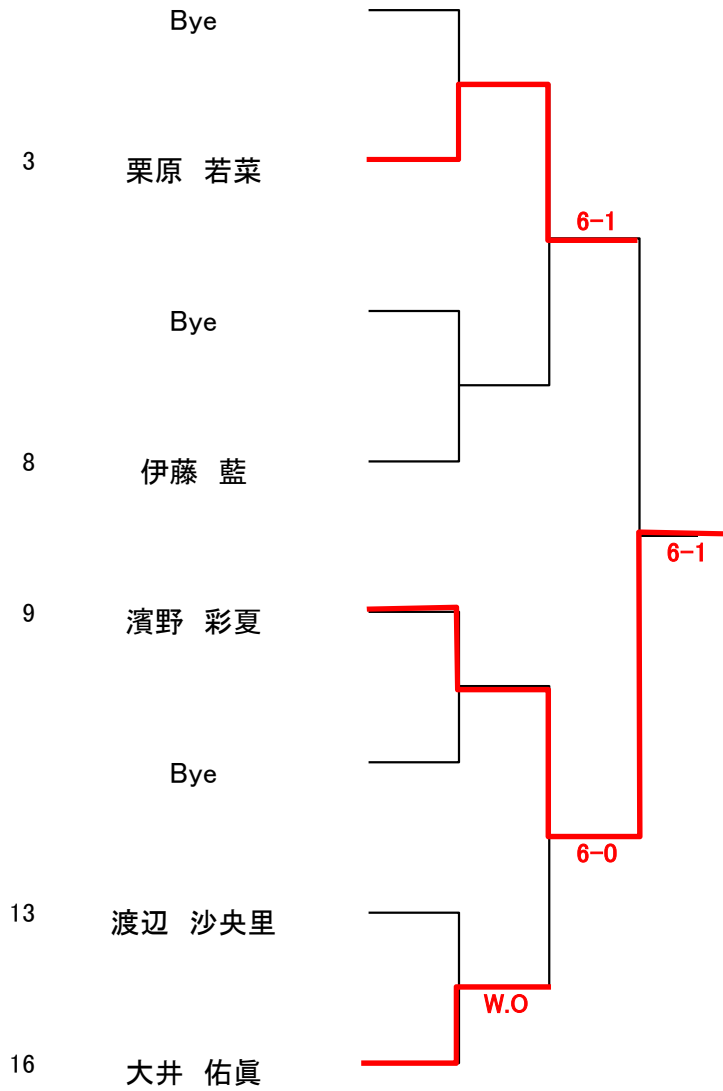 Bye
3 栗原 若菜
6-1
Bye
8 伊藤 藍
6-1
9 濱野 彩夏
Bye
6-0
13 渡辺 沙央里
W.O
16 大井 佑眞